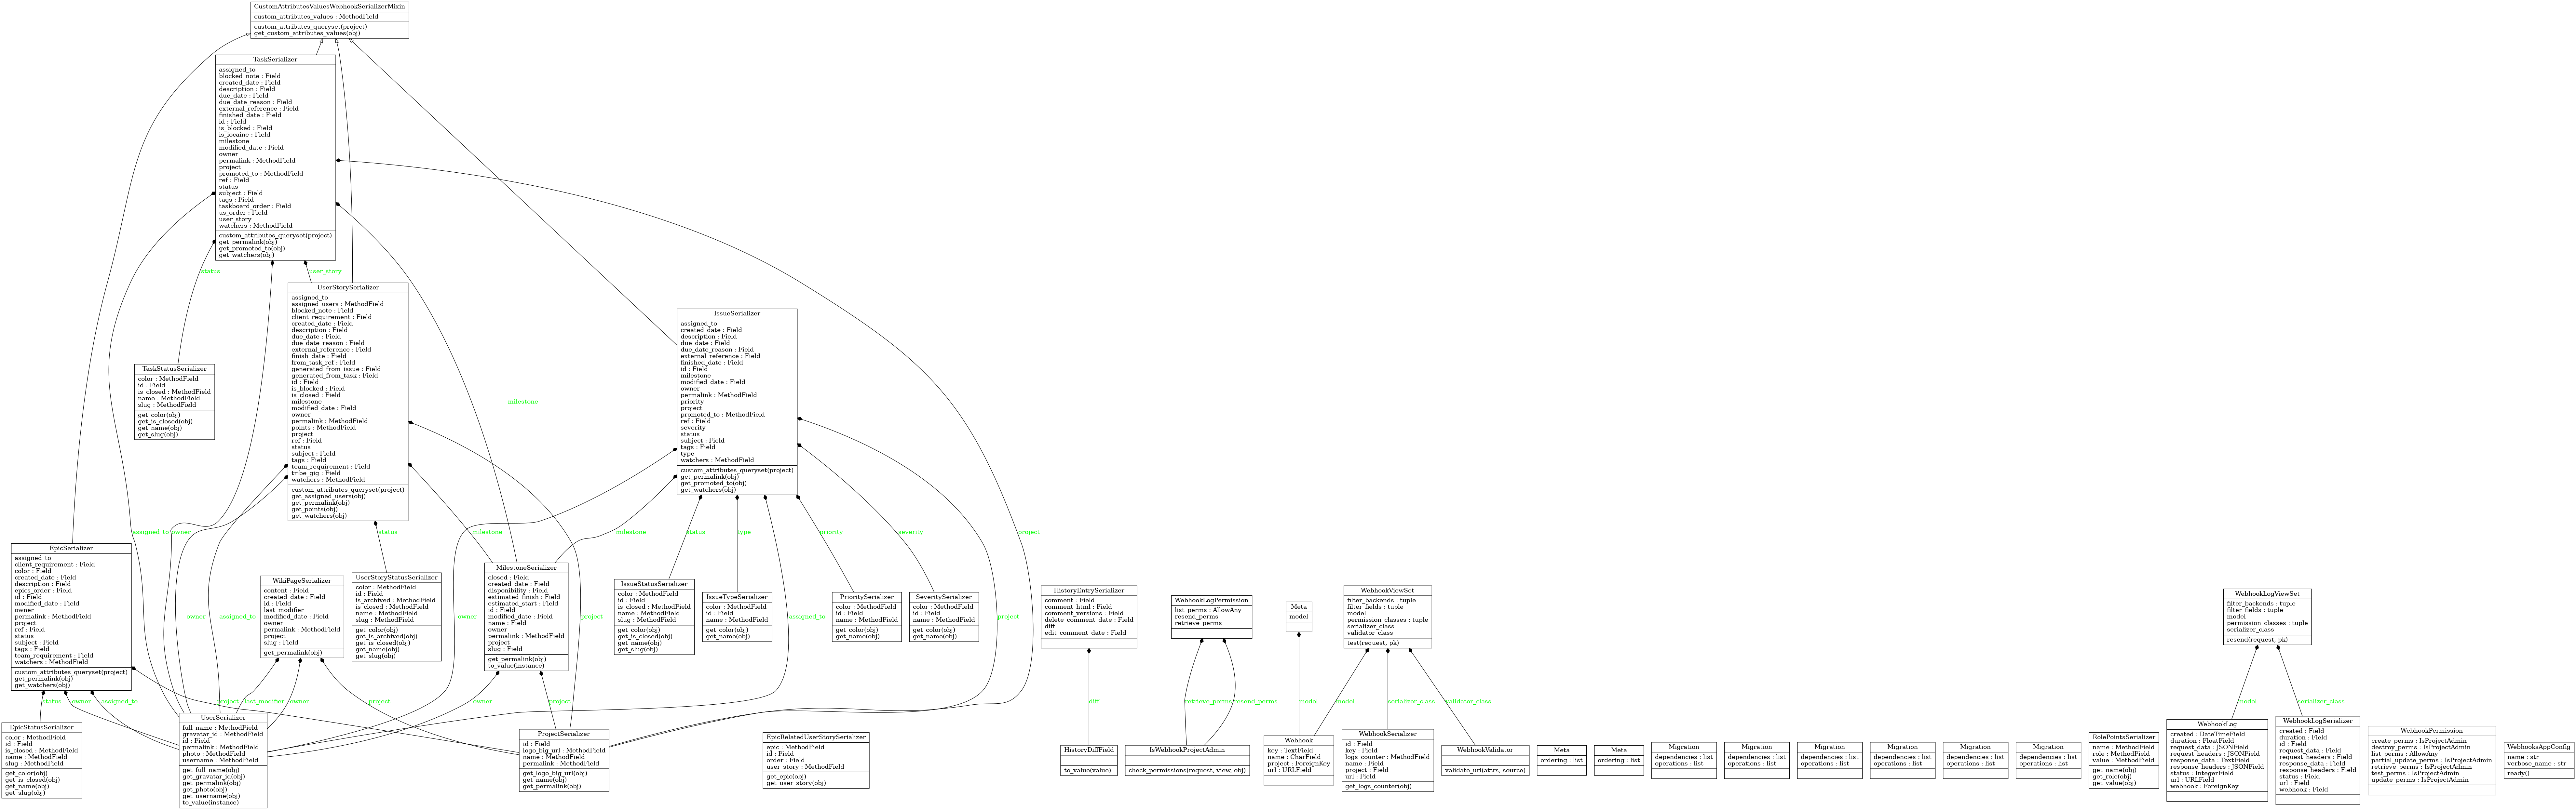 CustomAttributesValuesWebhookSerializerMixin
custom_attributes_values : MethodField
custom_attributes_queryset(project)
get_custom_attributes_values(obj)
TaskSerializer
assigned_to
blocked_note : Field
created_date : Field
description : Field
due_date : Field
due_date_reason : Field
external_reference : Field
finished_date : Field
id : Field
is_blocked : Field
is_iocaine : Field
milestone
modified_date : Field
owner
permalink : MethodField
project
promoted_to : MethodField
ref : Field
status
subject : Field
tags : Field
taskboard_order : Field
us_order : Field
user_story
watchers : MethodField
custom_attributes_queryset(project)
get_permalink(obj)
get_promoted_to(obj)
get_watchers(obj)
status
user_story
UserStorySerializer
assigned_to
assigned_users : MethodField
blocked_note : Field
client_requirement : Field
created_date : Field
description : Field
due_date : Field
due_date_reason : Field
external_reference : Field
finish_date : Field
from_task_ref : Field
generated_from_issue : Field
generated_from_task : Field
id : Field
is_blocked : Field
is_closed : Field
milestone
modified_date : Field
owner
permalink : MethodField
points : MethodField
project
ref : Field
status
subject : Field
tags : Field
team_requirement : Field
tribe_gig : Field
watchers : MethodField
custom_attributes_queryset(project)
get_assigned_users(obj)
get_permalink(obj)
get_points(obj)
get_watchers(obj)
IssueSerializer
assigned_to
created_date : Field
description : Field
due_date : Field
due_date_reason : Field
external_reference : Field
finished_date : Field
id : Field
milestone
modified_date : Field
owner
permalink : MethodField
priority
project
promoted_to : MethodField
ref : Field
severity
status
subject : Field
tags : Field
type
watchers : MethodField
custom_attributes_queryset(project)
get_permalink(obj)
get_promoted_to(obj)
get_watchers(obj)
TaskStatusSerializer
color : MethodField
id : Field
is_closed : MethodField
name : MethodField
slug : MethodField
get_color(obj)
get_is_closed(obj)
get_name(obj)
get_slug(obj)
milestone
assigned_to
owner
owner
assigned_to
status
milestone
project
owner
milestone
status
type
assigned_to
priority
severity
project
project
EpicSerializer
assigned_to
client_requirement : Field
color : Field
created_date : Field
description : Field
epics_order : Field
id : Field
modified_date : Field
owner
permalink : MethodField
project
ref : Field
status
subject : Field
tags : Field
team_requirement : Field
watchers : MethodField
custom_attributes_queryset(project)
get_permalink(obj)
get_watchers(obj)
WikiPageSerializer
content : Field
created_date : Field
id : Field
last_modifier
modified_date : Field
owner
permalink : MethodField
project
slug : Field
get_permalink(obj)
UserStoryStatusSerializer
color : MethodField
id : Field
is_archived : MethodField
is_closed : MethodField
name : MethodField
slug : MethodField
get_color(obj)
get_is_archived(obj)
get_is_closed(obj)
get_name(obj)
get_slug(obj)
MilestoneSerializer
closed : Field
created_date : Field
disponibility : Field
estimated_finish : Field
estimated_start : Field
id : Field
modified_date : Field
name : Field
owner
permalink : MethodField
project
slug : Field
get_permalink(obj)
to_value(instance)
IssueStatusSerializer
color : MethodField
id : Field
is_closed : MethodField
name : MethodField
slug : MethodField
get_color(obj)
get_is_closed(obj)
get_name(obj)
get_slug(obj)
IssueTypeSerializer
color : MethodField
id : Field
name : MethodField
get_color(obj)
get_name(obj)
PrioritySerializer
color : MethodField
id : Field
name : MethodField
get_color(obj)
get_name(obj)
SeveritySerializer
color : MethodField
id : Field
name : MethodField
get_color(obj)
get_name(obj)
HistoryEntrySerializer
comment : Field
comment_html : Field
comment_versions : Field
delete_comment_date : Field
diff
edit_comment_date : Field
WebhookLogPermission
list_perms : AllowAny
resend_perms
retrieve_perms
Meta
model
WebhookViewSet
filter_backends : tuple
filter_fields : tuple
model
permission_classes : tuple
serializer_class
validator_class
test(request, pk)
WebhookLogViewSet
filter_backends : tuple
filter_fields : tuple
model
permission_classes : tuple
serializer_class
resend(request, pk)
status
owner
assigned_to
project
last_modifier
owner
project
owner
project
diff
retrieve_perms
resend_perms
model
model
serializer_class
validator_class
model
serializer_class
EpicStatusSerializer
color : MethodField
id : Field
is_closed : MethodField
name : MethodField
slug : MethodField
get_color(obj)
get_is_closed(obj)
get_name(obj)
get_slug(obj)
UserSerializer
full_name : MethodField
gravatar_id : MethodField
id : Field
permalink : MethodField
photo : MethodField
username : MethodField
get_full_name(obj)
get_gravatar_id(obj)
get_permalink(obj)
get_photo(obj)
get_username(obj)
to_value(instance)
ProjectSerializer
id : Field
logo_big_url : MethodField
name : MethodField
permalink : MethodField
get_logo_big_url(obj)
get_name(obj)
get_permalink(obj)
EpicRelatedUserStorySerializer
epic : MethodField
id : Field
order : Field
user_story : MethodField
get_epic(obj)
get_user_story(obj)
HistoryDiffField
to_value(value)
IsWebhookProjectAdmin
check_permissions(request, view, obj)
Webhook
key : TextField
name : CharField
project : ForeignKey
url : URLField
WebhookSerializer
id : Field
key : Field
logs_counter : MethodField
name : Field
project : Field
url : Field
get_logs_counter(obj)
WebhookValidator
validate_url(attrs, source)
Meta
ordering : list
Meta
ordering : list
Migration
dependencies : list
operations : list
Migration
dependencies : list
operations : list
Migration
dependencies : list
operations : list
Migration
dependencies : list
operations : list
Migration
dependencies : list
operations : list
Migration
dependencies : list
operations : list
RolePointsSerializer
name : MethodField
role : MethodField
value : MethodField
get_name(obj)
get_role(obj)
get_value(obj)
WebhookLog
created : DateTimeField
duration : FloatField
request_data : JSONField
request_headers : JSONField
response_data : TextField
response_headers : JSONField
status : IntegerField
url : URLField
webhook : ForeignKey
WebhookLogSerializer
created : Field
duration : Field
id : Field
request_data : Field
request_headers : Field
response_data : Field
response_headers : Field
status : Field
url : Field
webhook : Field
WebhookPermission
create_perms : IsProjectAdmin
destroy_perms : IsProjectAdmin
list_perms : AllowAny
partial_update_perms : IsProjectAdmin
retrieve_perms : IsProjectAdmin
test_perms : IsProjectAdmin
update_perms : IsProjectAdmin
WebhooksAppConfig
name : str
verbose_name : str
ready()